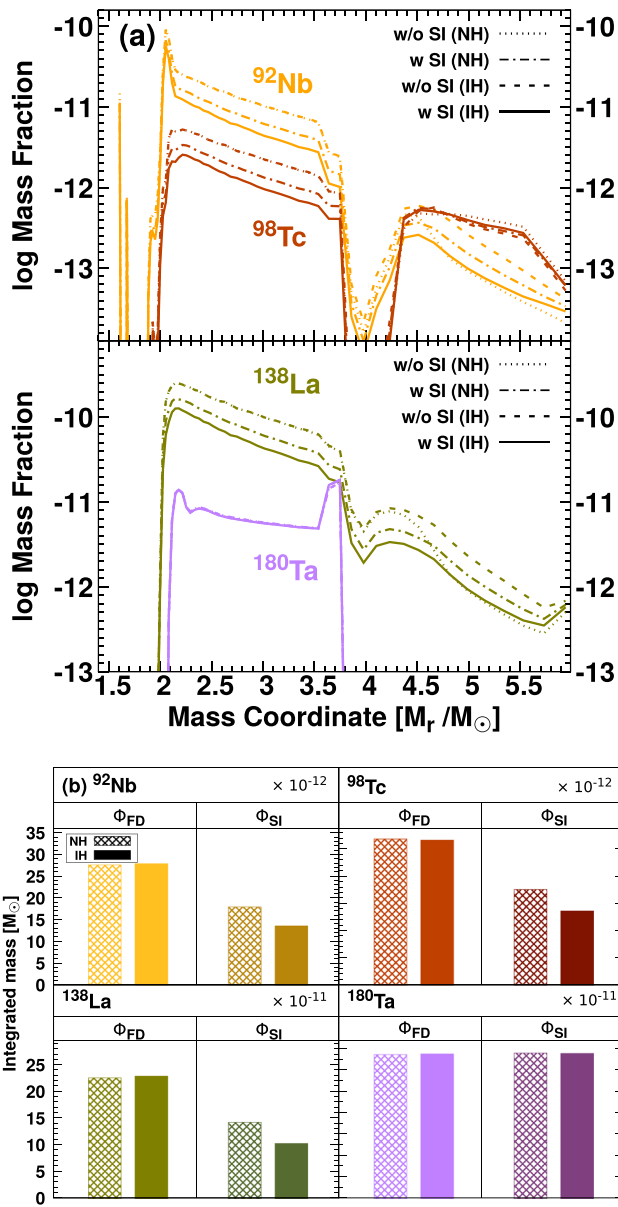 (a)
w/o SI (NH)
w SI (NH)
w/o SI (IH)
w SI (IH)
92Nb
98Tc
log Mass Fraction
-10
-11
-12
-13
-10
-11
-12
-13
138La
w/o SI (NH)
w SI (NH)
w/o SI (IH)
w SI (IH)
180Ta
log Mass Fraction
-10
-11
-12
-13
-10
-11
-12
-13
1.5 2 2.5 3 3.5 4 4.5 5 5.5
Mass Coordinate [Mr /M☉]
(b) 92Nb × 10-12
98Tc × 10-12
ΦFD ΦSI ΦFD ΦSI
NH
IH
35
30
25
20
15
10
5
0
Integrated mass [M☉]
138La × 10-11
180Ta × 10-11
ΦFD ΦSI ΦFD ΦSI
25
20
15
10
5
0